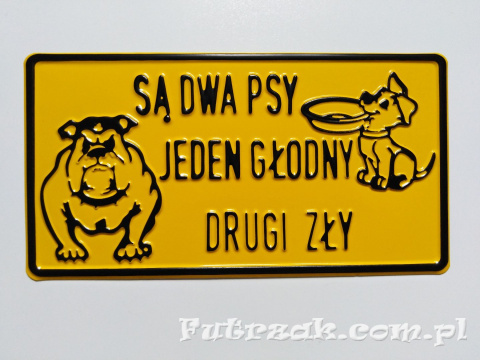 SĄ DWA PSY
JEDEN GŁODNY
DRUGI ZŁY
Futrzak.com.pl